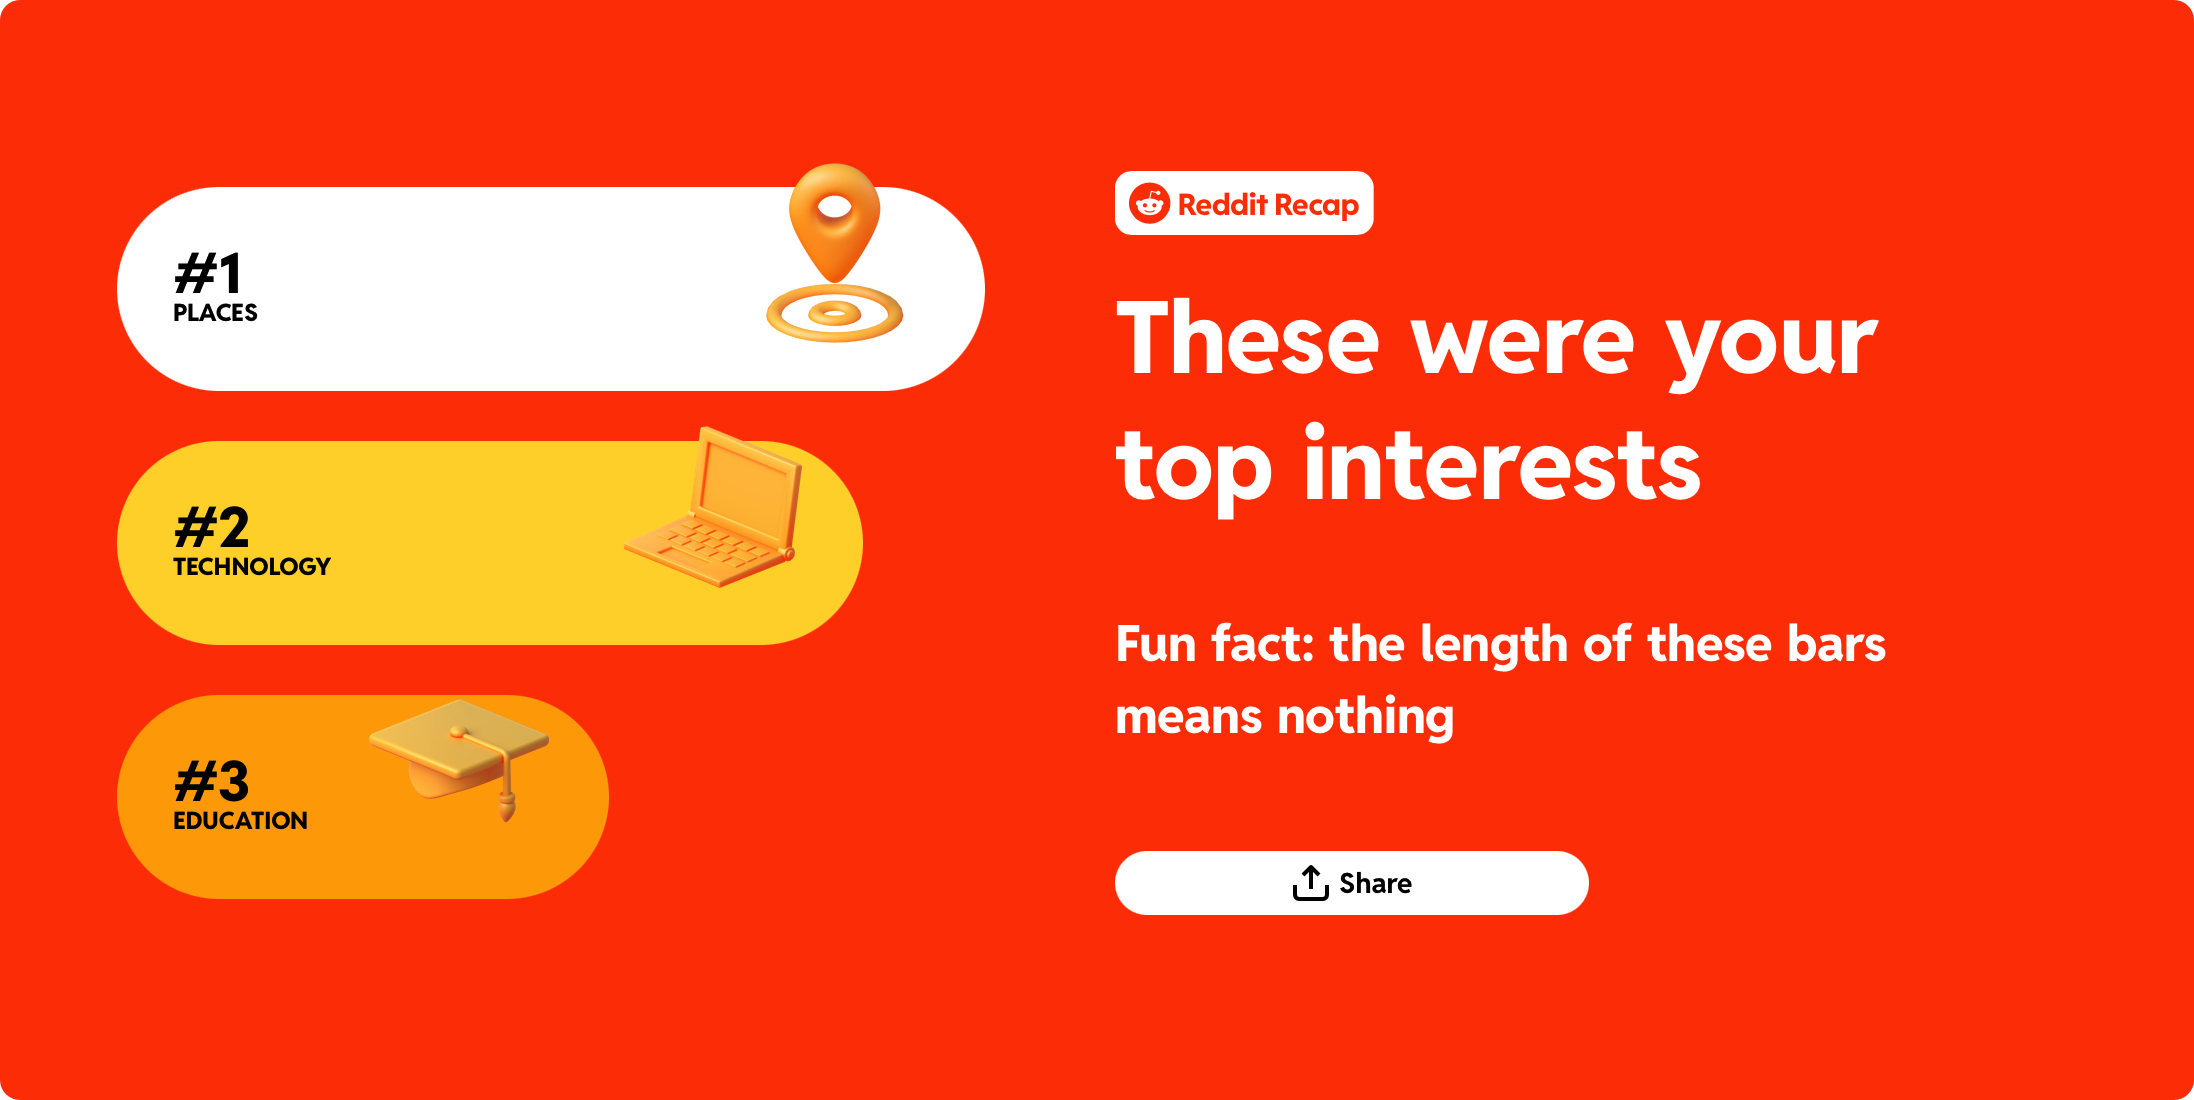 #1
PLACES
#2
TECHNOLOGY
#3
EDUCATION
Reddit Recap
These were your
top interests
Fun fact: the length of these bars
means nothing
Share